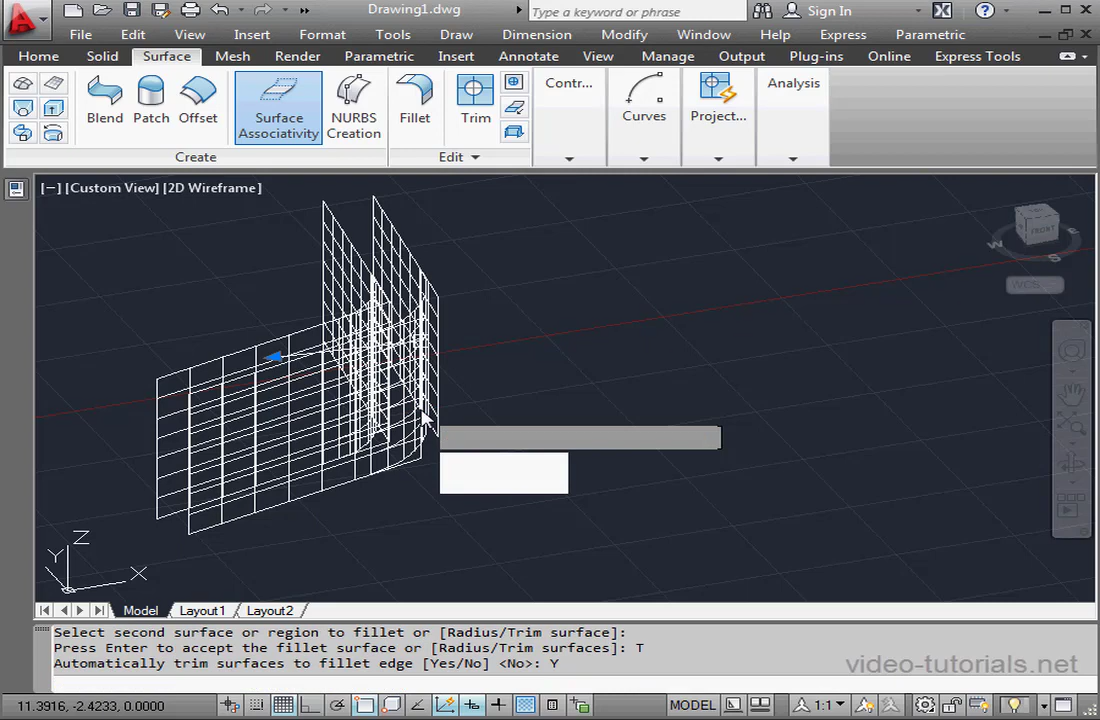 Drawing1.dwg
Type a keyword or phrase
Sign In
File Edit View Insert Format Tools Draw Dimension Modify Window Help Express Parametric
Home Solid Surface Mesh Render Parametric Insert Annotate View Manage Output Plug-ins Online Express Tools
Blend Patch Offset Surface Associativity NURBS Creation Fillet Trim Contr... Curves Project... Analysis
Create Edit
[−] [Custom View] [2D Wireframe]
FRONT
W E S
WCS
Z
Y
X
Model Layout1 Layout2
Select second surface or region to fillet or [Radius/Trim surface]:
Press Enter to accept the fillet surface or [Radius/Trim surfaces]: T
Automatically trim surfaces to fillet edge [Yes/No] <No>: Y
video-tutorials.net
11.3916, -2.4233, 0.0000 MODEL 1:1